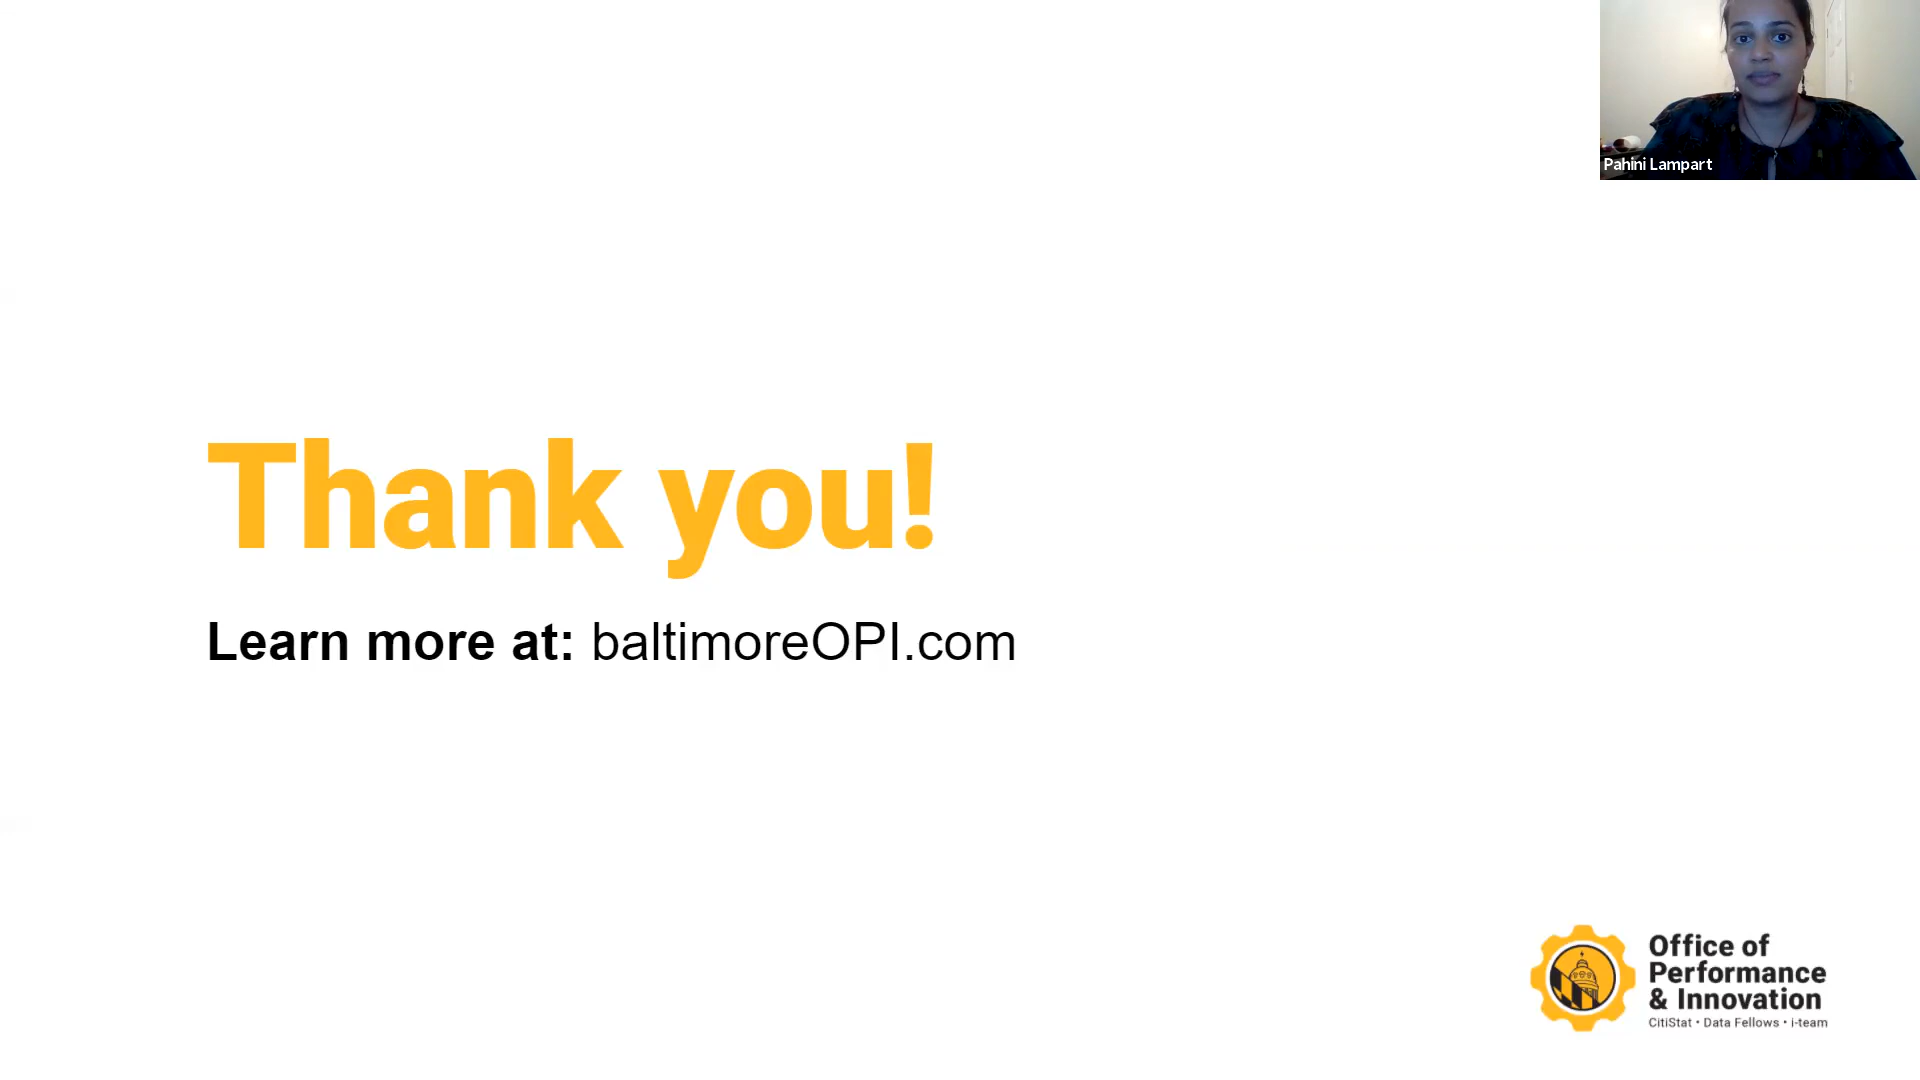 Pahini Lampart
Thank you!
Learn more at: baltimoreOPI.com
Office of
Performance
& Innovation
CitiStat • Data Fellows • i-team